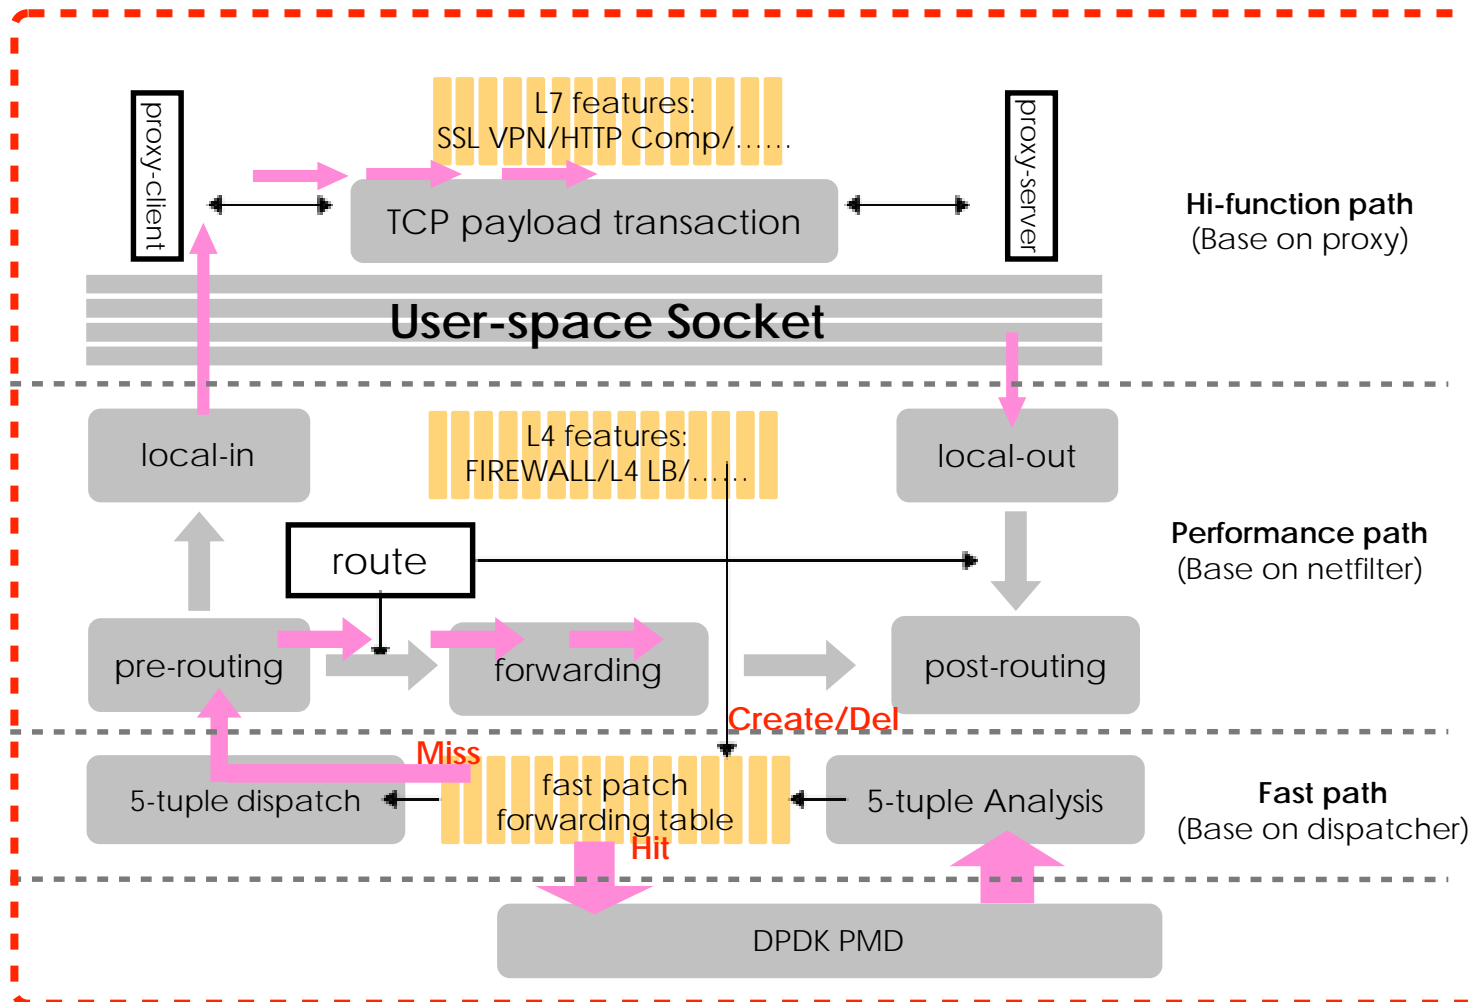 L7 features:
SSL VPN/HTTP Comp/......
proxy-client
proxy-server
TCP payload transaction
Hi-function path
(Base on proxy)
User-space Socket
local-in
L4 features:
FIREWALL/L4 LB/......
local-out
route
Performance path
(Base on netfilter)
pre-routing
forwarding
post-routing
Create/Del
Miss
5-tuple dispatch
fast patch
forwarding table
5-tuple Analysis
Fast path
(Base on dispatcher)
Hit
DPDK PMD